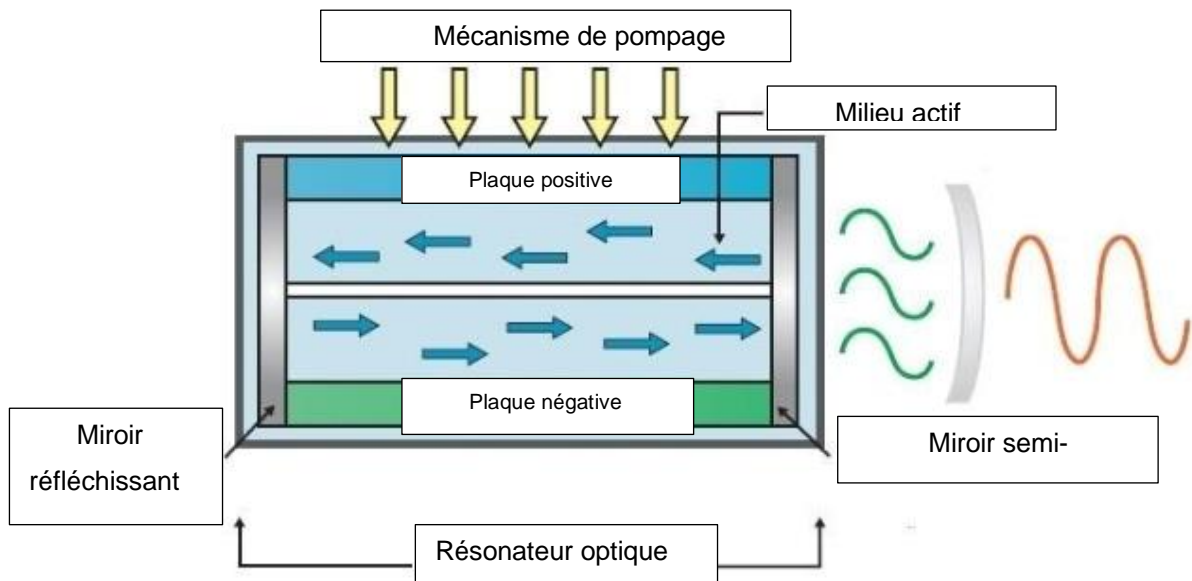 Mécanisme de pompage
Milieu actif
Plaque positive
Plaque négative
Miroir
réfléchissant
Miroir semi-
Résonateur optique